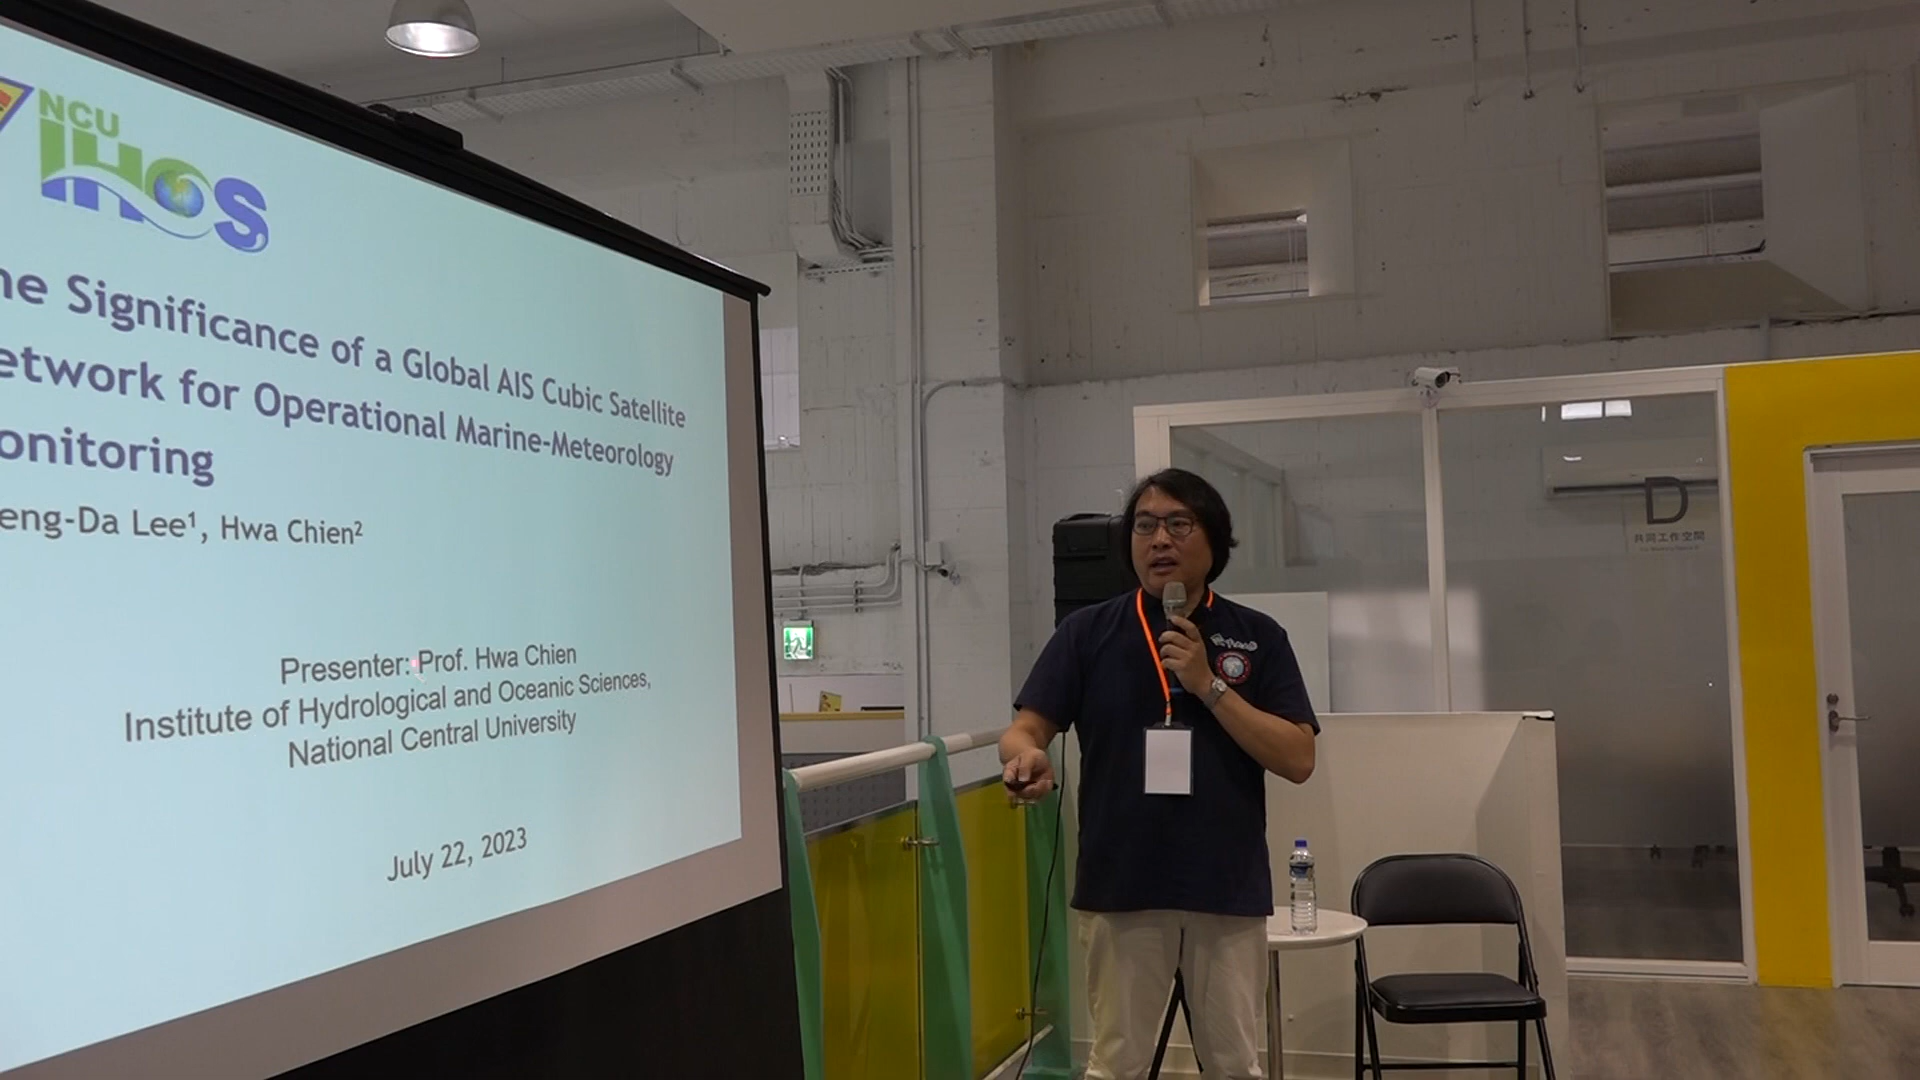 NCU
IHOS
he Significance of a Global AIS Cubic Satellite
etwork for Operational Marine-Meteorology
onitoring
eng-Da Lee¹, Hwa Chien²
Presenter: Prof. Hwa Chien
Institute of Hydrological and Oceanic Sciences,
National Central University
July 22, 2023
D
共同工作空間